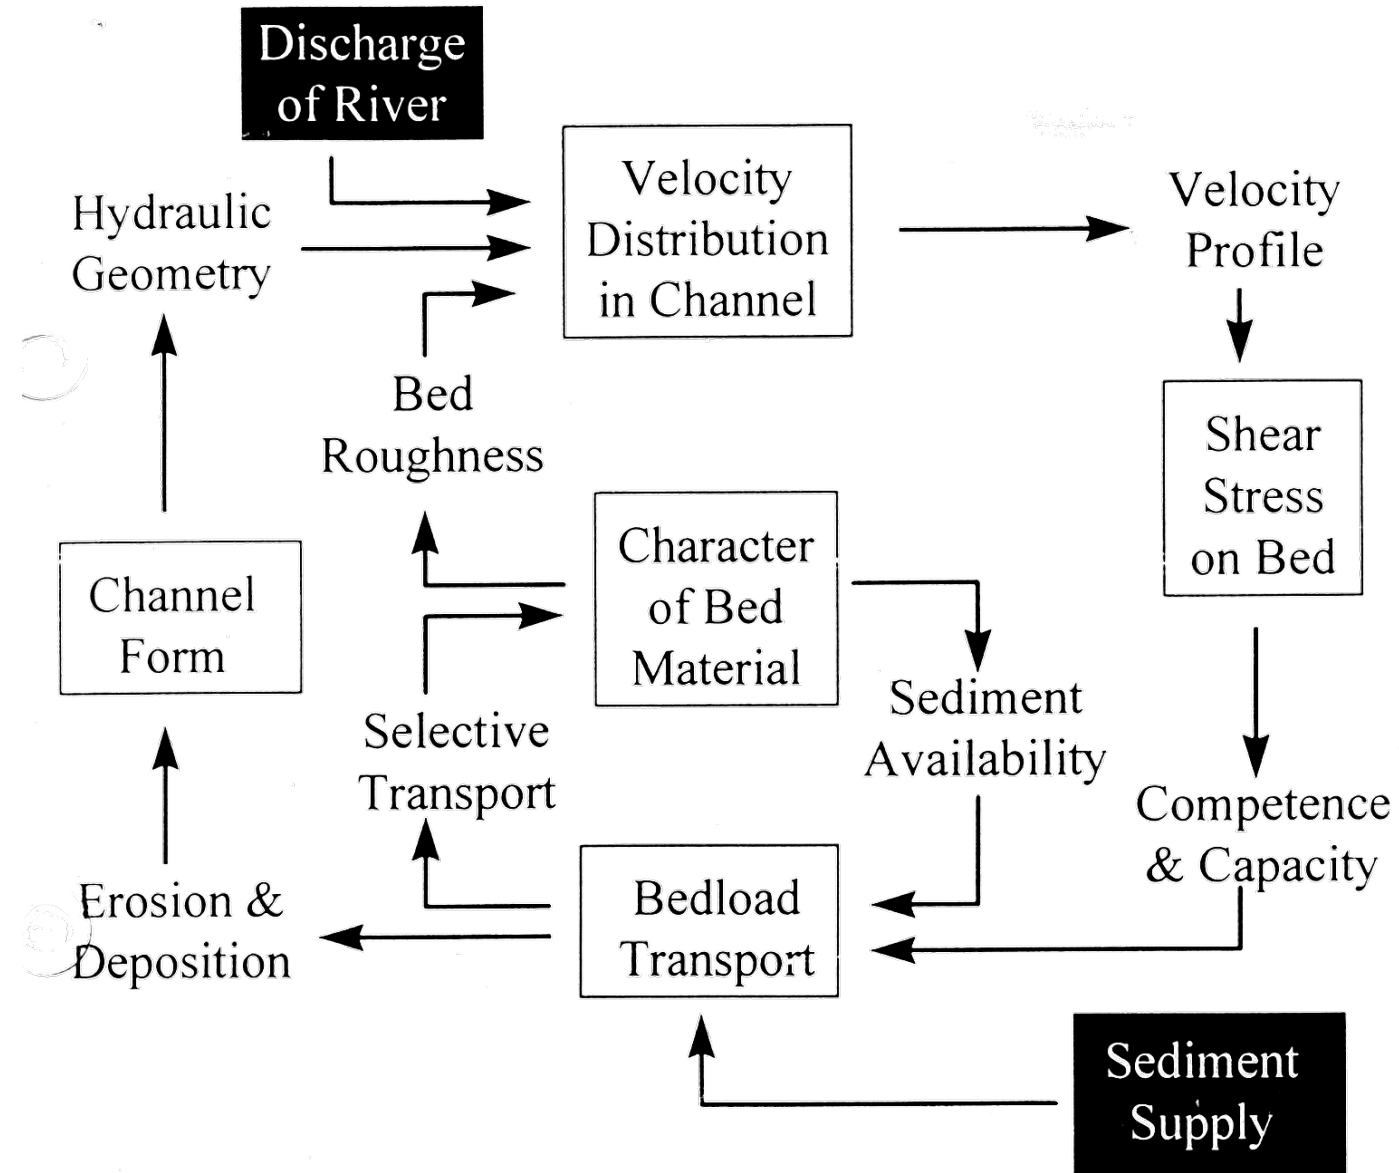 Discharge
of River
Hydraulic
Geometry
Velocity
Distribution
in Channel
Velocity
Profile
Bed
Roughness
Shear
Stress
on Bed
Channel
Form
Character
of Bed
Material
Selective
Transport
Sediment
Availability
Competence
& Capacity
Erosion &
Deposition
Bedload
Transport
Sediment
Supply